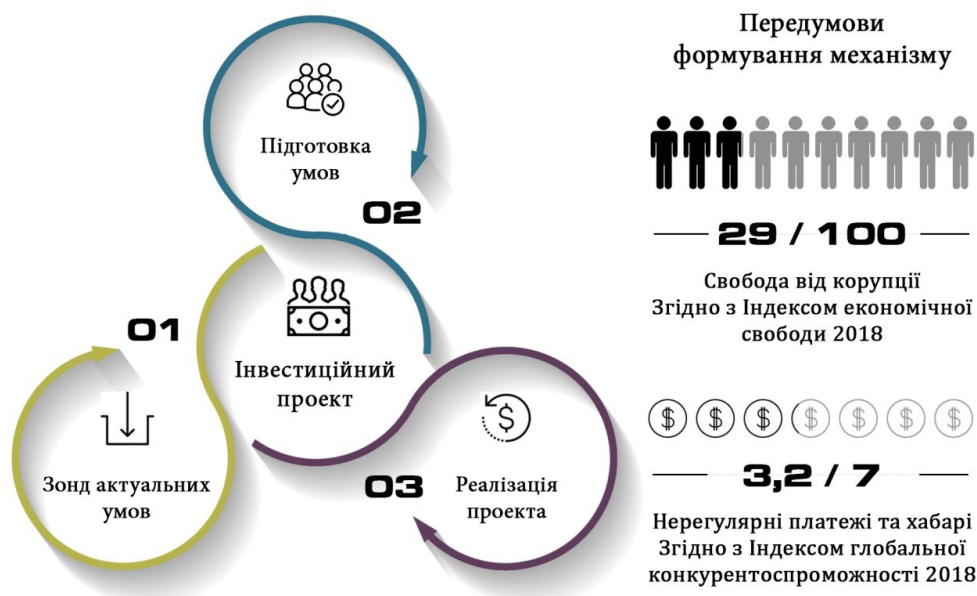 Підготовка
умов
02
01
Інвестиційний
проект
Зонд актуальних
умов
03
Реалізація
проекта
Передумови
формування механізму
29 / 100
Свобода від корупції
Згідно з Індексом економічної
свободи 2018
3,2 / 7
Нерегулярні платежі та хабарі
Згідно з Індексом глобальної
конкурентоспроможності 2018